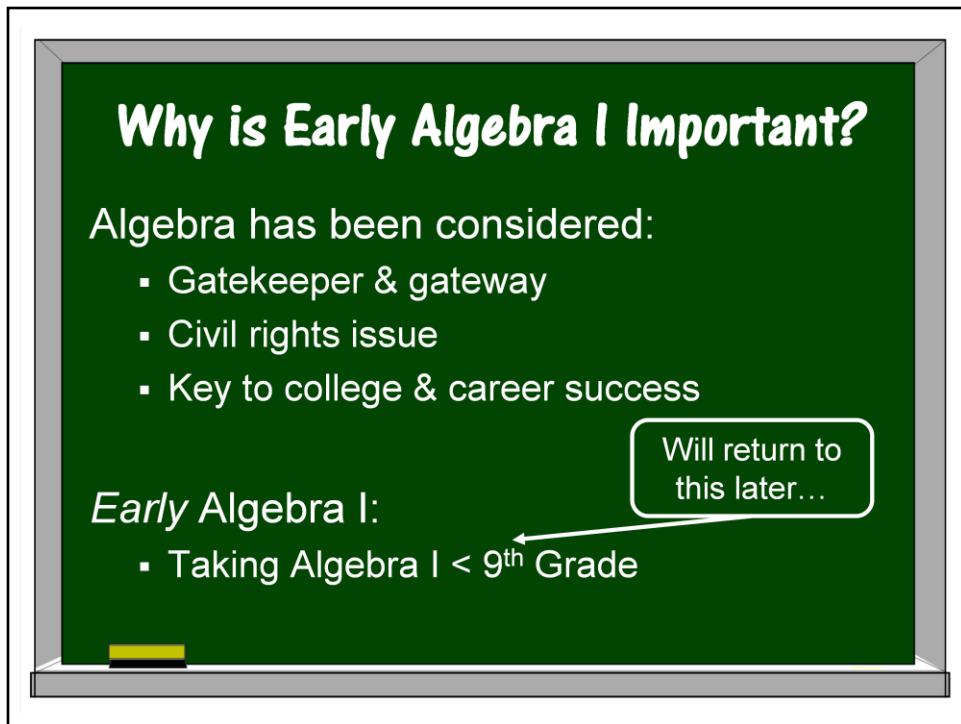 Why is Early Algebra I Important?
Algebra has been considered:
▪ Gatekeeper & gateway
▪ Civil rights issue
▪ Key to college & career success
Will return to
this later…
Early Algebra I:
▪ Taking Algebra I < 9th Grade